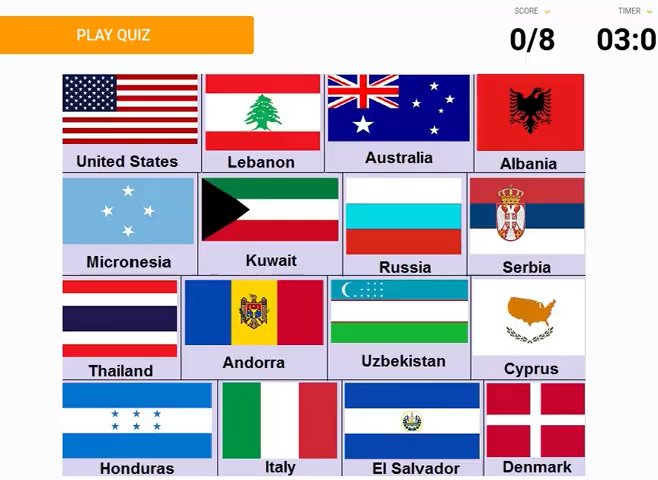 SCORE
TIMER
PLAY QUIZ
0/8
03:0
United States
Lebanon
Australia
Albania
Micronesia
Kuwait
Russia
Serbia
Thailand
Andorra
Uzbekistan
Cyprus
Honduras
Italy
El Salvador
Denmark